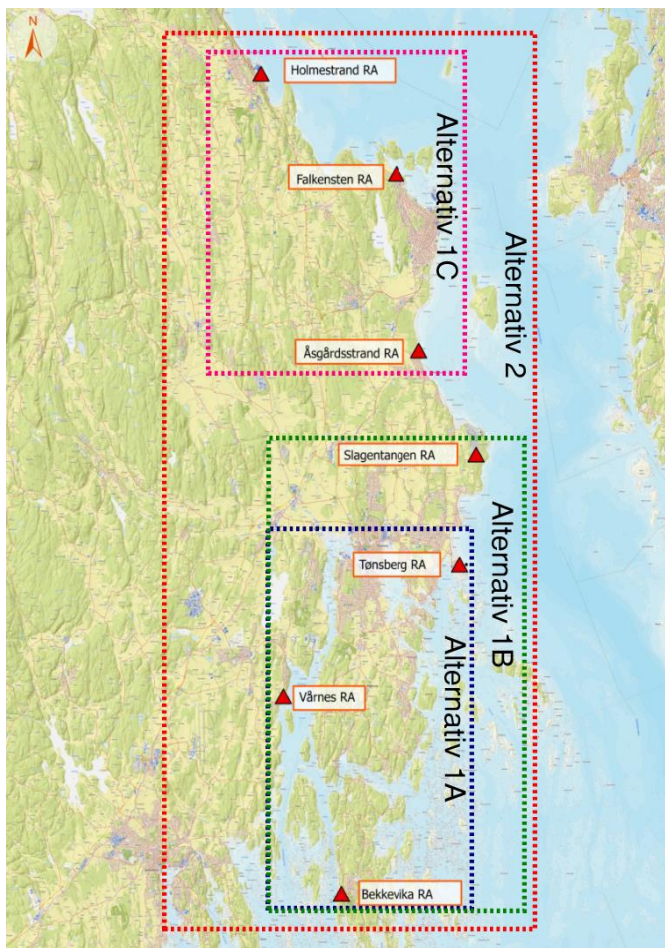 N
Holmestrand RA
Falkensten RA
Alternativ 1C
Alternativ 2
Åsgårdsstrand RA
Slagentangen RA
Alternativ 1B
Tønsberg RA
Alternativ 1A
Vårnes RA
Bekkevika RA